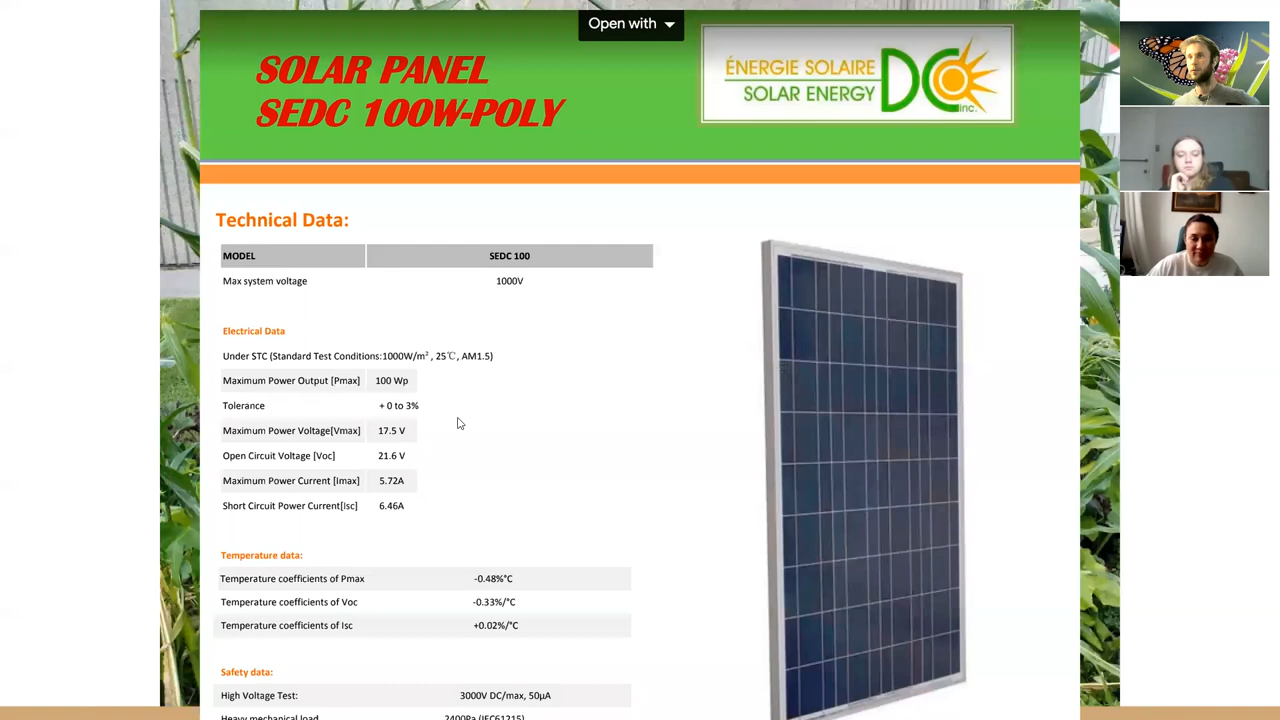 Open with
SOLAR PANEL
SEDC 100W-POLY
ÉNERGIE SOLAIRE
SOLAR ENERGY
DC inc.
Technical Data:
MODEL SEDC 100
Max system voltage 1000V
Electrical Data
Under STC (Standard Test Conditions:1000W/m² , 25℃, AM1.5)
Maximum Power Output [Pmax] 100 Wp
Tolerance + 0 to 3%
Maximum Power Voltage[Vmax] 17.5 V
Open Circuit Voltage [Voc] 21.6 V
Maximum Power Current [Imax] 5.72A
Short Circuit Power Current[Isc] 6.46A
Temperature data:
Temperature coefficients of Pmax -0.48%°C
Temperature coefficients of Voc -0.33%/°C
Temperature coefficients of Isc +0.02%/°C
Safety data:
High Voltage Test: 3000V DC/max, 50µA
Heavy mechanical load 2400Pa (IEC61215)